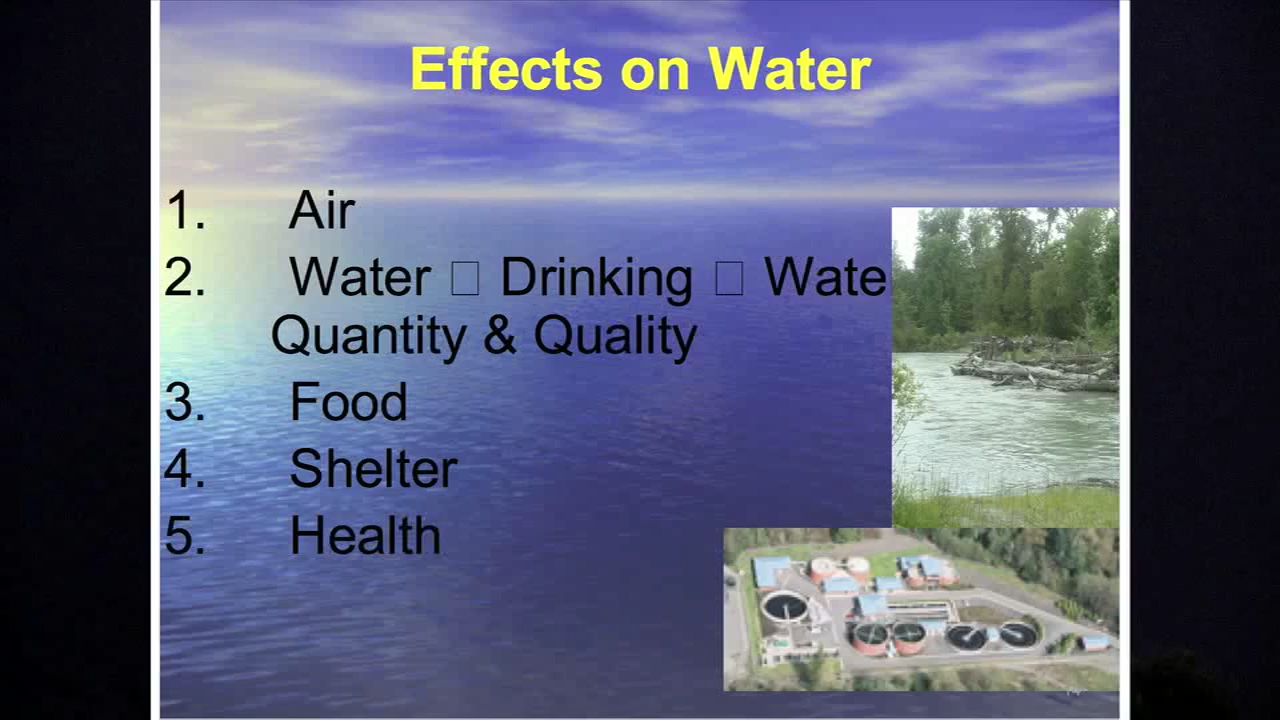 Effects on Water
1. Air
2. Water □ Drinking □ Wate
Quantity & Quality
3. Food
4. Shelter
5. Health